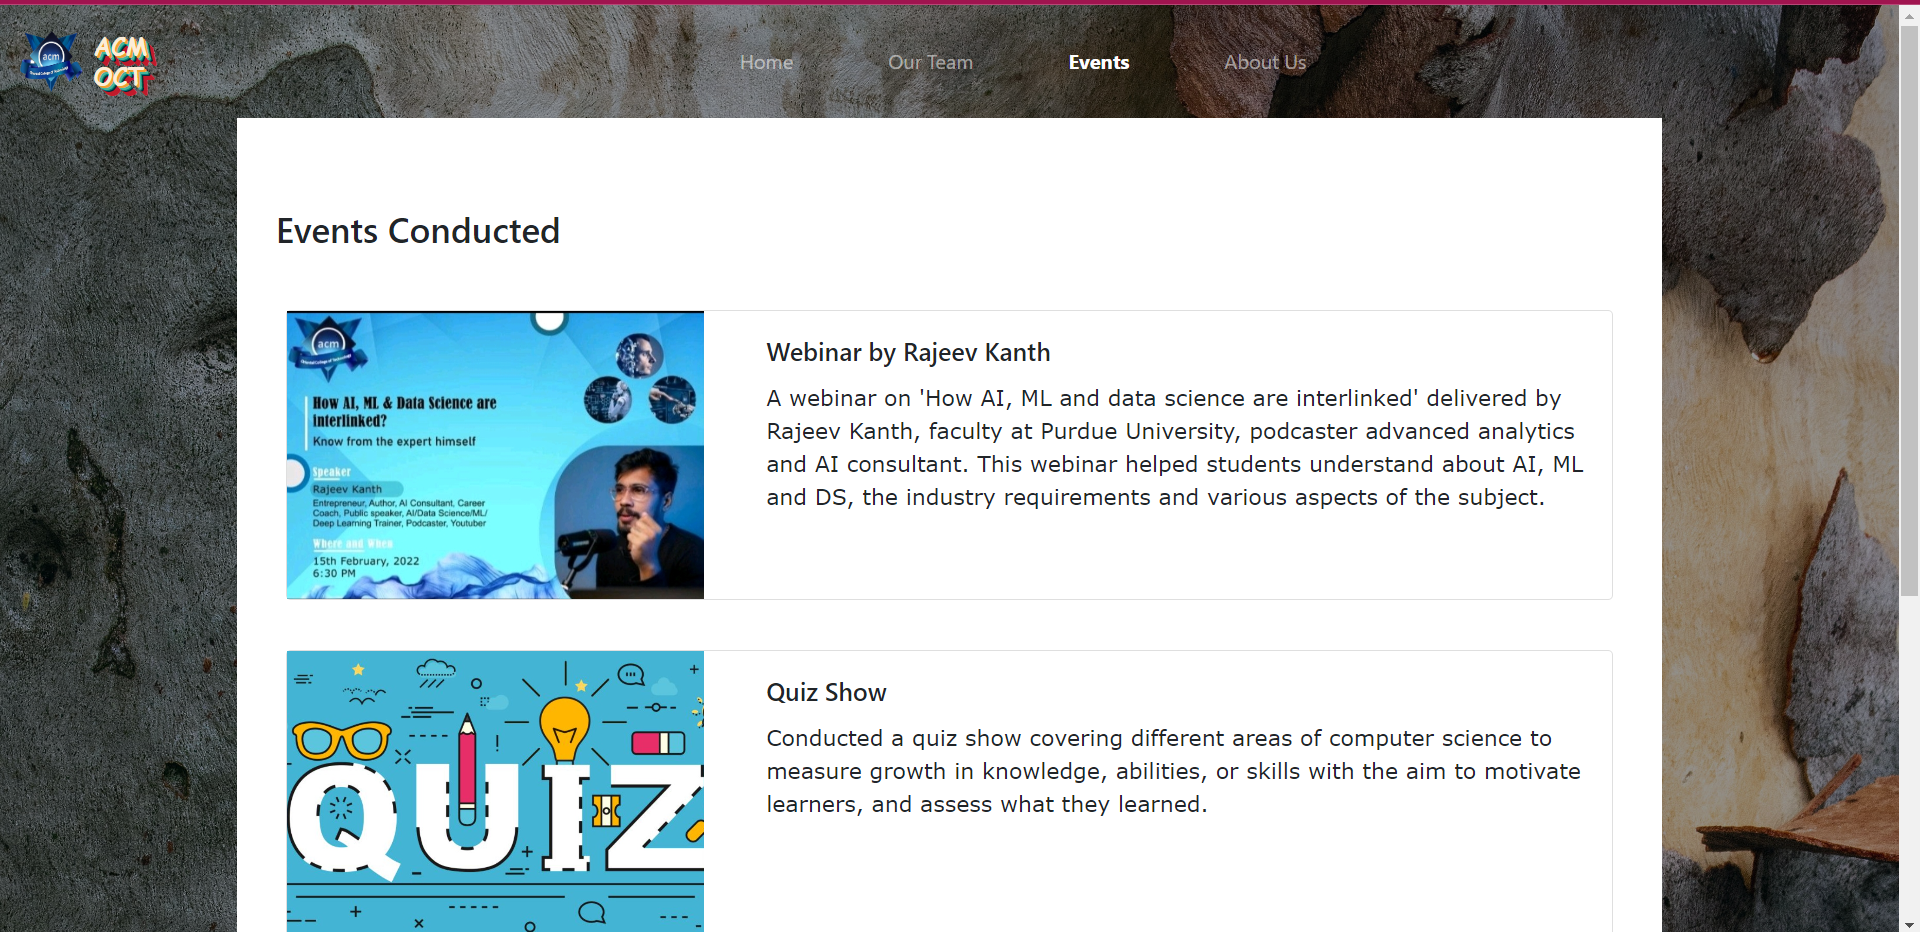 acm
ACM
OCT
Home
Our Team
Events
About Us
Events Conducted
acm
How AI, ML & Data Science are
Interlinked?
Know from the expert himself
Speaker
Rajeev Kanth
Entrepreneur, Author, AI Consultant, Career
Coach, Public speaker, AI/Data Science/ML/
Deep Learning Trainer, Podcaster, Youtuber
Where and When
15th February, 2022
6:30 PM
Webinar by Rajeev Kanth
A webinar on 'How AI, ML and data science are interlinked' delivered by
Rajeev Kanth, faculty at Purdue University, podcaster advanced analytics
and AI consultant. This webinar helped students understand about AI, ML
and DS, the industry requirements and various aspects of the subject.
QUIZ
Quiz Show
Conducted a quiz show covering different areas of computer science to
measure growth in knowledge, abilities, or skills with the aim to motivate
learners, and assess what they learned.